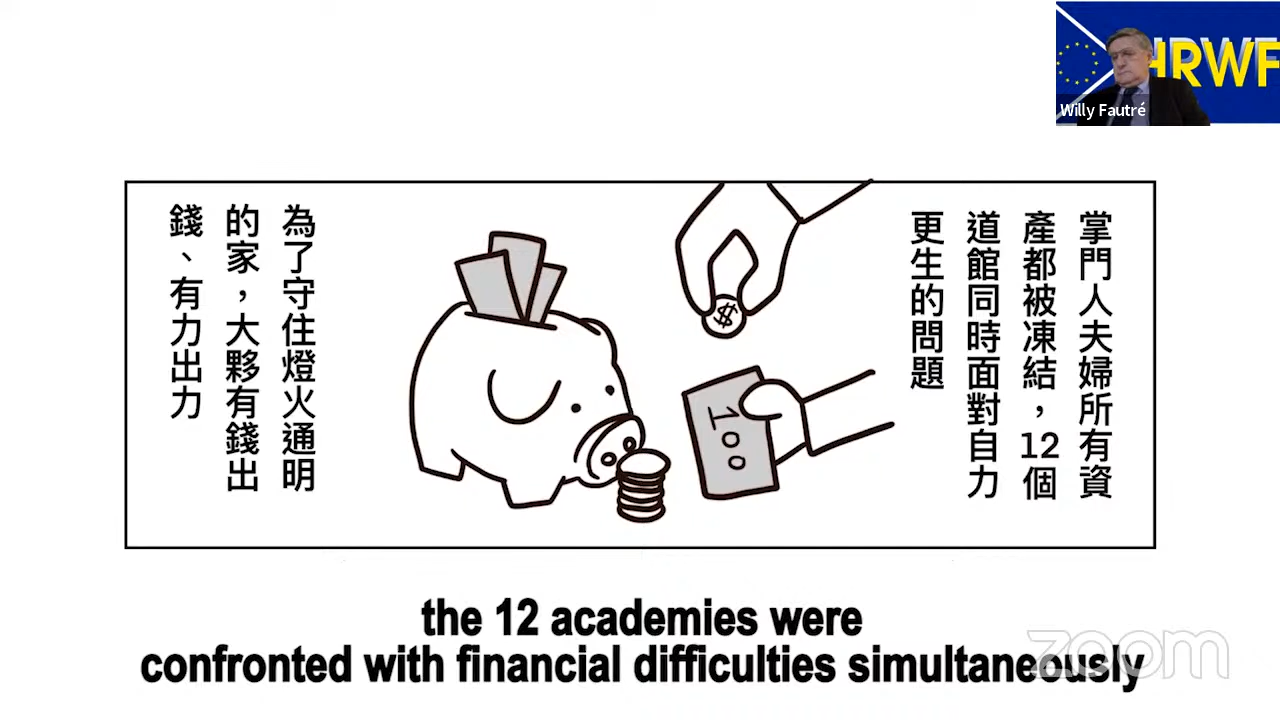 HRWF
Willy Fautré
掌門人夫婦所有資
產都被凍結，12個
道館同時面對自力
更生的問題
$
100
為了守住燈火通明
的家，大夥有錢出
錢、有力出力
the 12 academies were
confronted with financial difficulties simultaneously
zoom